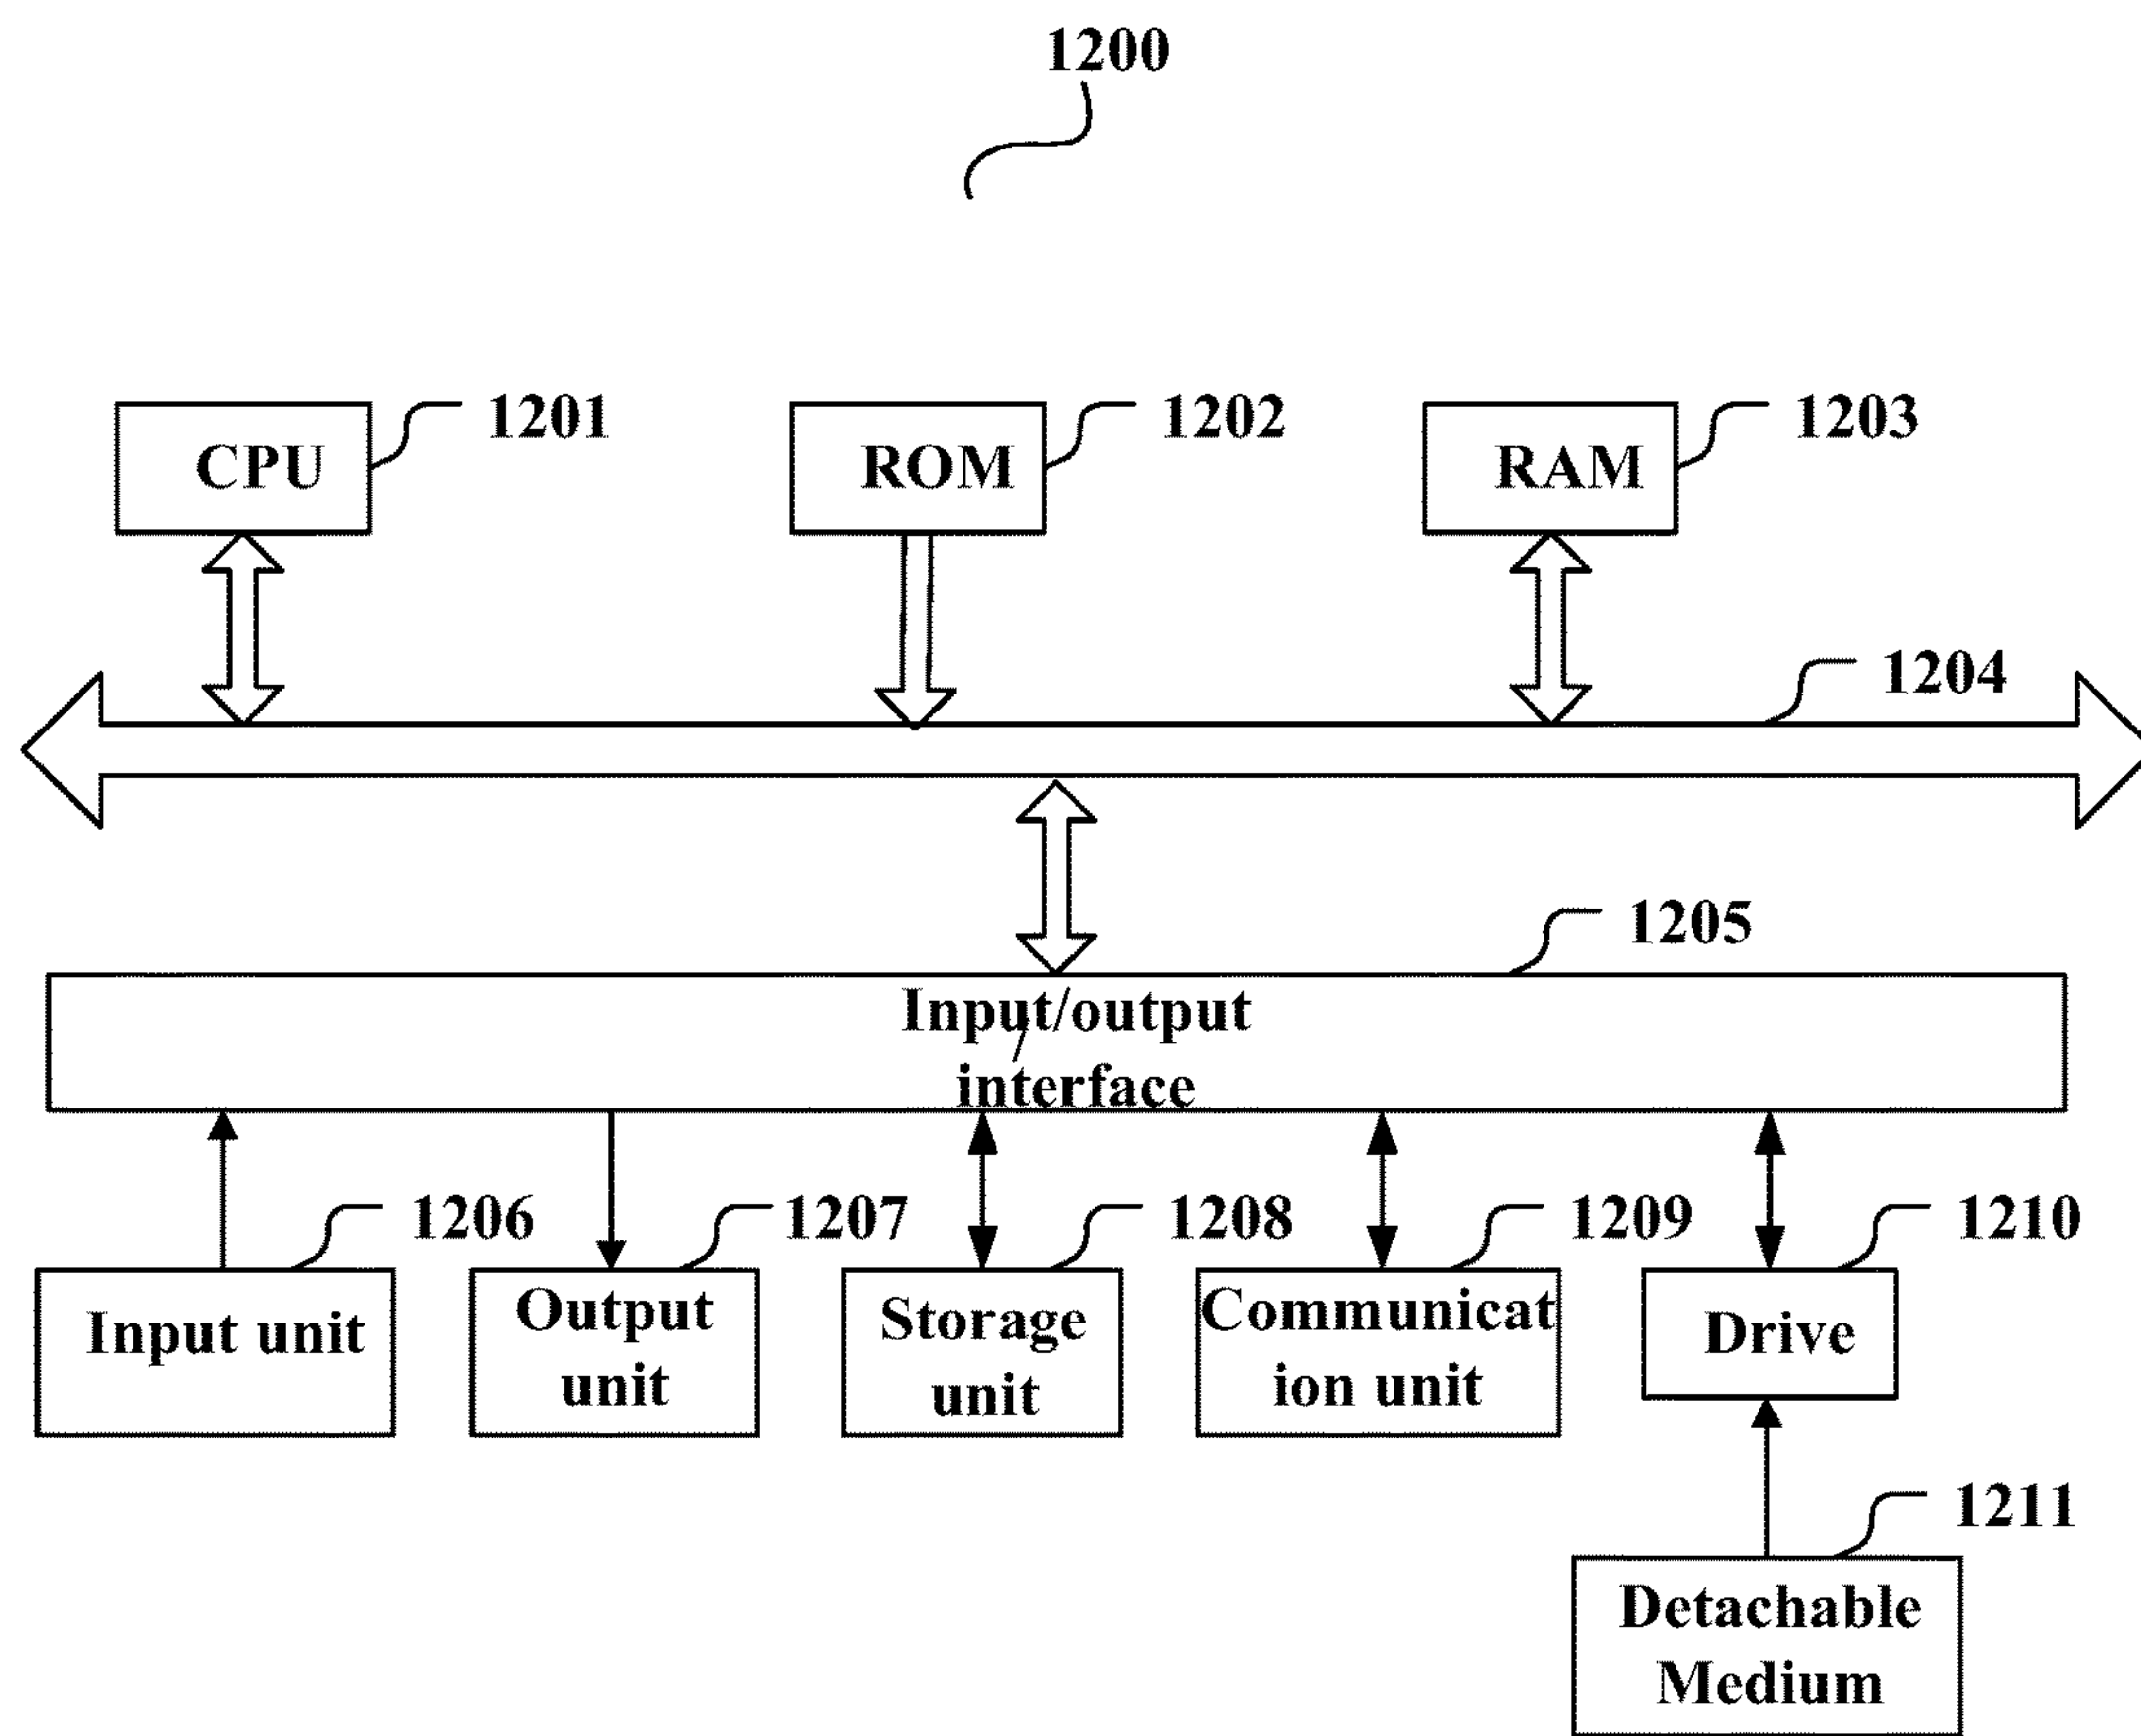 1200
CPU
1201
ROM
1202
RAM
1203
1204
1205
Input/output
interface
1206
1207
1208
1209
1210
Input unit
Output
unit
Storage
unit
Communicat
ion unit
Drive
1211
Detachable
Medium